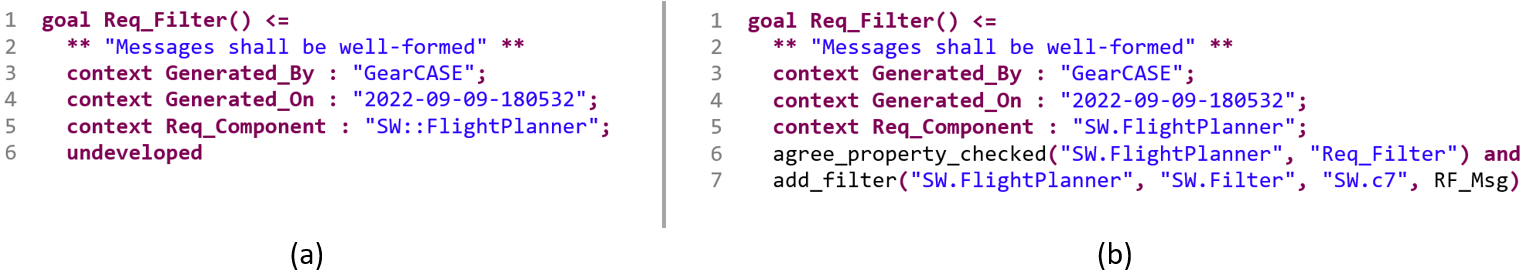 1 goal Req_Filter() <=
2 ** "Messages shall be well-formed" **
3 context Generated_By : "GearCASE";
4 context Generated_On : "2022-09-09-180532";
5 context Req_Component : "SW::FlightPlanner";
6 undeveloped
(a)
1 goal Req_Filter() <=
2 ** "Messages shall be well-formed" **
3 context Generated_By : "GearCASE";
4 context Generated_On : "2022-09-09-180532";
5 context Req_Component : "SW.FlightPlanner";
6 agree_property_checked("SW.FlightPlanner", "Req_Filter") and
7 add_filter("SW.FlightPlanner", "SW.Filter", "SW.c7", RF_Msg)
(b)